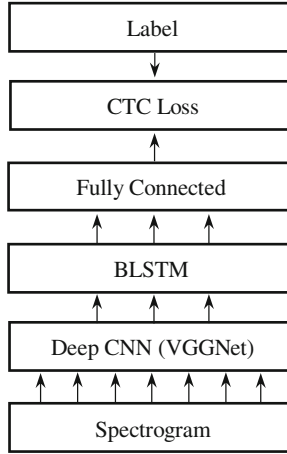 Label
CTC Loss
Fully Connected
BLSTM
Deep CNN (VGGNet)
Spectrogram